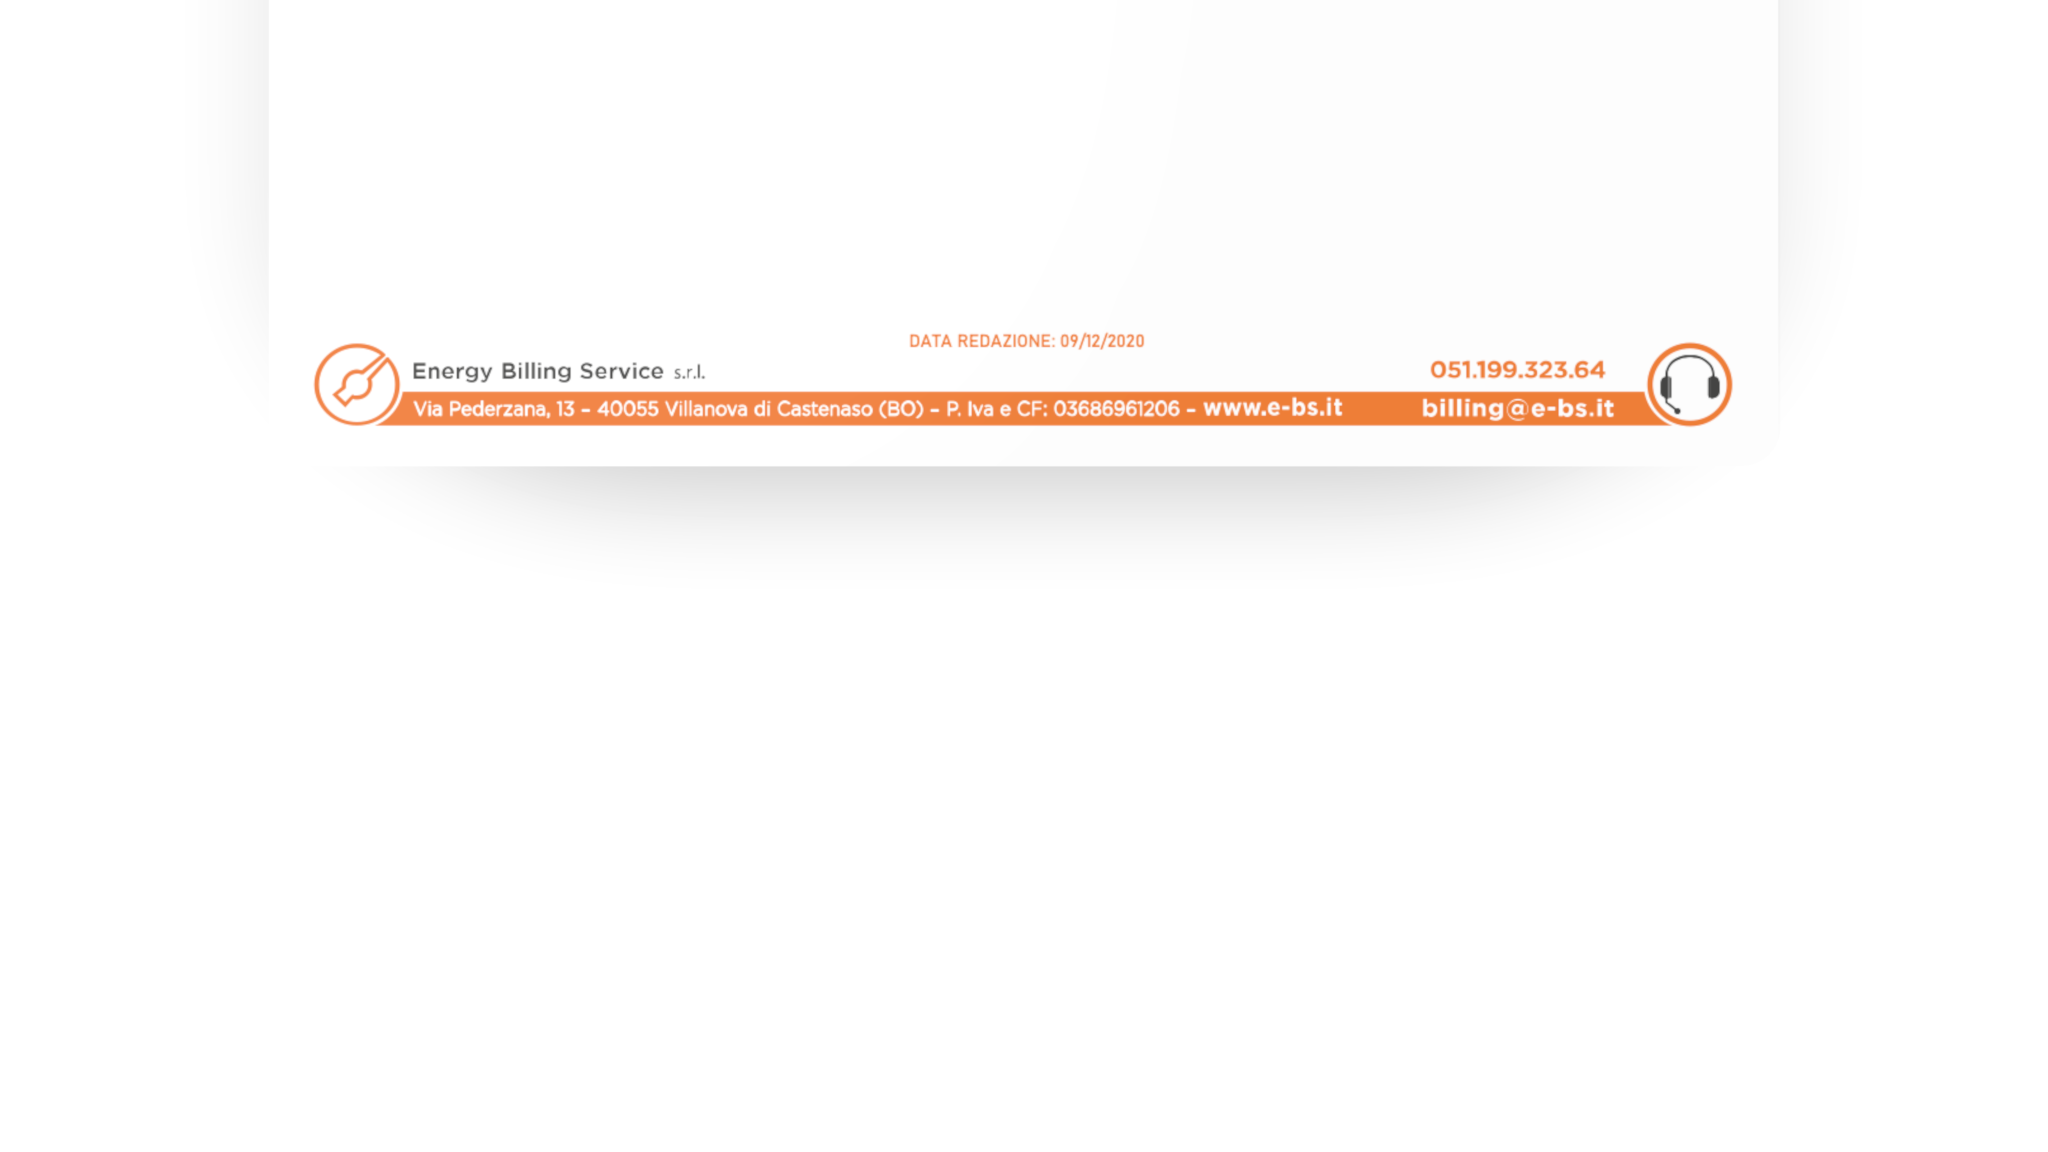 DATA REDAZIONE: 09/12/2020
Energy Billing Service s.r.l.
051.199.323.64
Via Pederzana, 13 - 40055 Villanova di Castenaso (BO) - P. Iva e CF: 03686961206 - www.e-bs.it
billing@e-bs.it